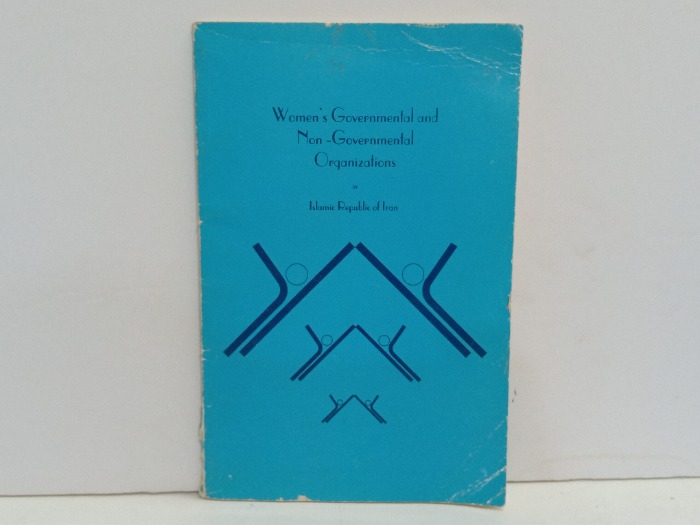 Women's Governmental and
Non-Governmental
Organizations
in
Islamic Republic of Iran